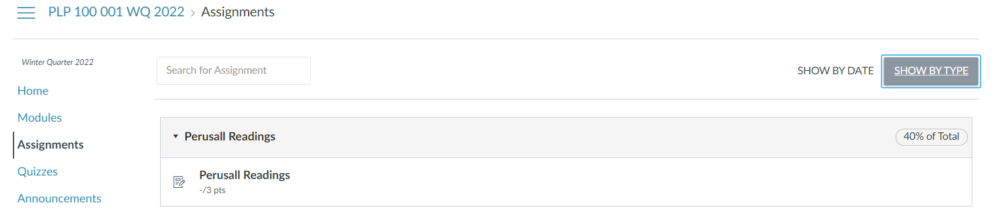 PLP 100 001 WQ 2022 › Assignments
Winter Quarter 2022
Home
Modules
Assignments
Quizzes
Announcements
Search for Assignment
SHOW BY DATE
SHOW BY TYPE
Perusall Readings
40% of Total
Perusall Readings
-/3 pts